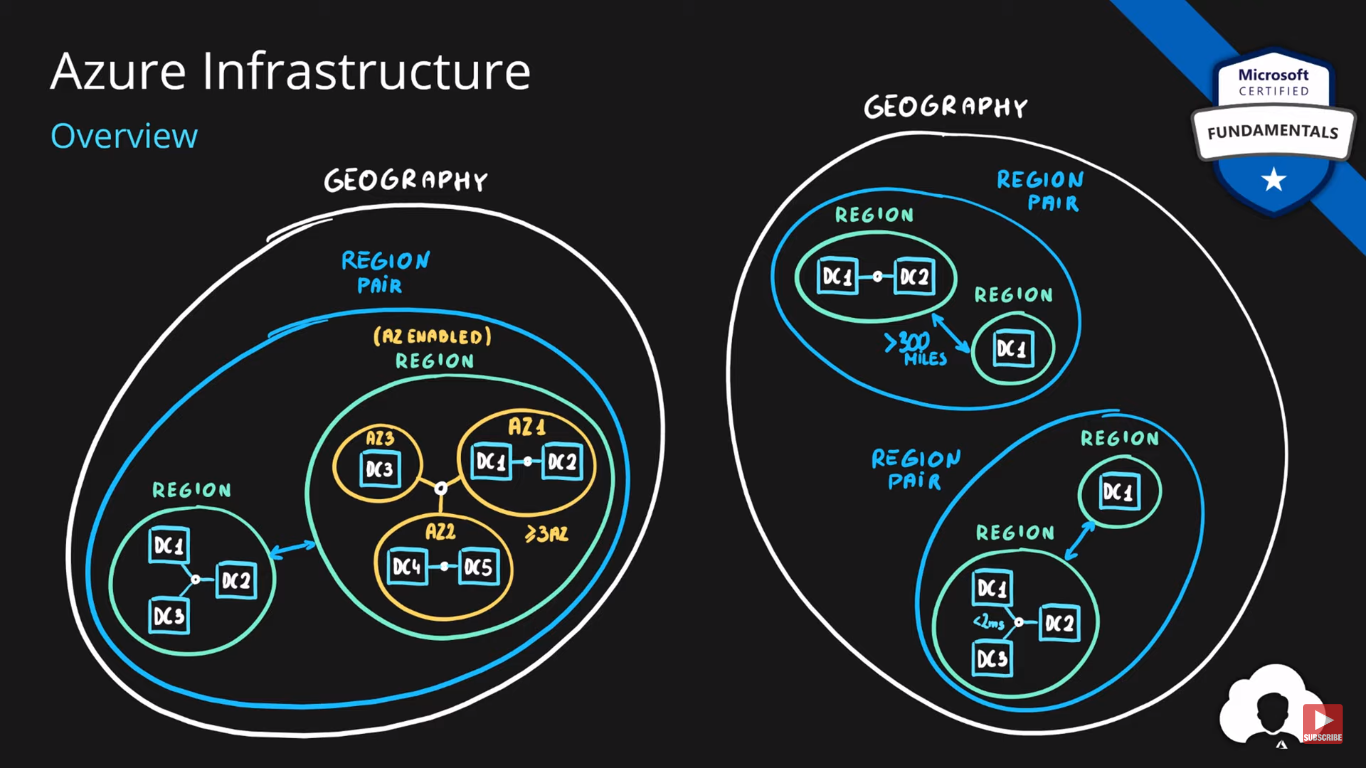 Azure Infrastructure
Overview
Microsoft
CERTIFIED
FUNDAMENTALS
GEOGRAPHY
REGION
PAiR
(AZ ENABLED)
REGION
AZ3
DC3
AZ1
DC1
DC2
AZ2
DC4
DC5
≥3AZ
REGION
DC1
DC2
DC3
GEOGRAPHY
REGION
PAiR
REGION
DC1
DC2
REGION
DC1
>300
MILES
REGION
PAiR
REGION
DC1
REGION
DC1
<2ms
DC2
DC3
SUBSCRIBE